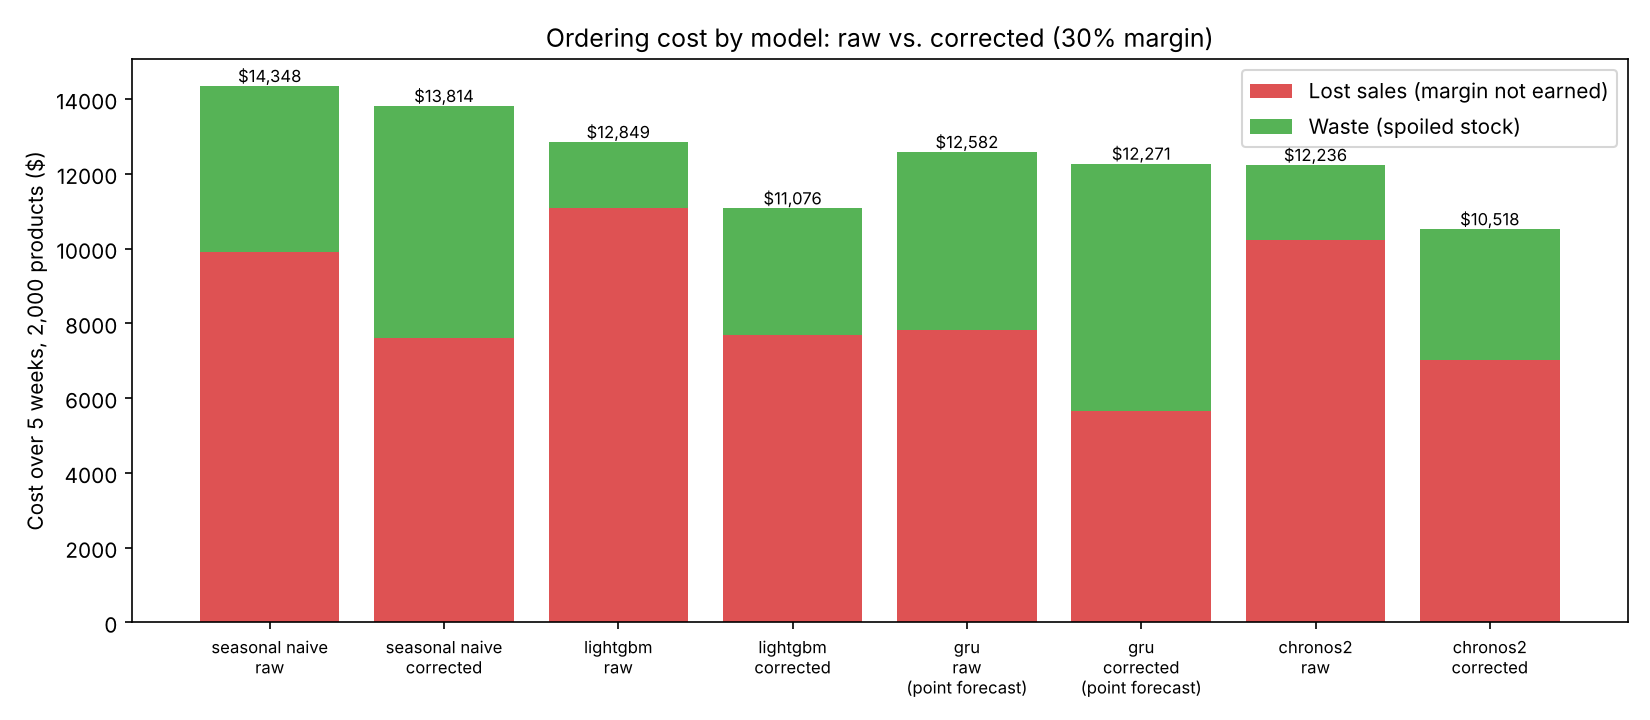 Ordering cost by model: raw vs. corrected (30% margin)
Cost over 5 weeks, 2,000 products ($)
14000
12000
10000
8000
6000
4000
2000
0
$14,348
$13,814
$12,849
$11,076
$12,582
$12,271
$12,236
$10,518
Lost sales (margin not earned)
Waste (spoiled stock)
seasonal naive
raw
seasonal naive
corrected
lightgbm
raw
lightgbm
corrected
gru
raw
(point forecast)
gru
corrected
(point forecast)
chronos2
raw
chronos2
corrected